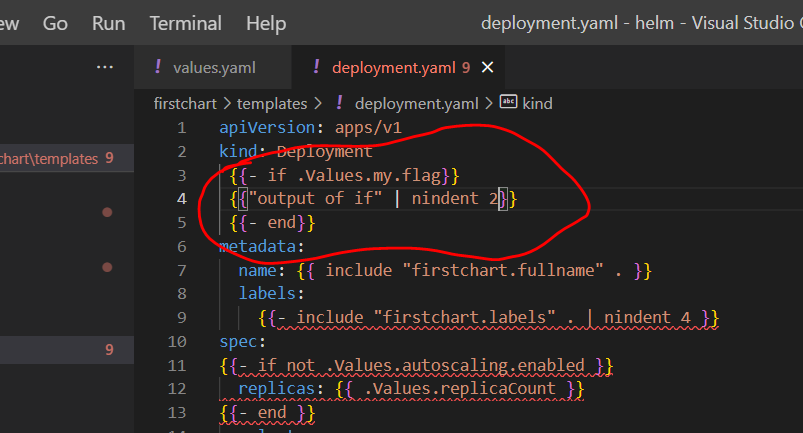 ew Go Run Terminal Help deployment.yaml - helm - Visual Studio
... ! values.yaml ! deployment.yaml 9 ×
firstchart > templates > ! deployment.yaml > abc kind
1 apiVersion: apps/v1
2 kind: Deployment
chart\templates 9
3 {{- if .Values.my.flag}}
4 {{"output of if" | nindent 2}}
5 {{- end}}
6 metadata:
7 name: {{ include "firstchart.fullname" . }}
8 labels:
9 {{- include "firstchart.labels" . | nindent 4 }}
10 spec:
9
11 {{- if not .Values.autoscaling.enabled }}
12 replicas: {{ .Values.replicaCount }}
13 {{- end }}